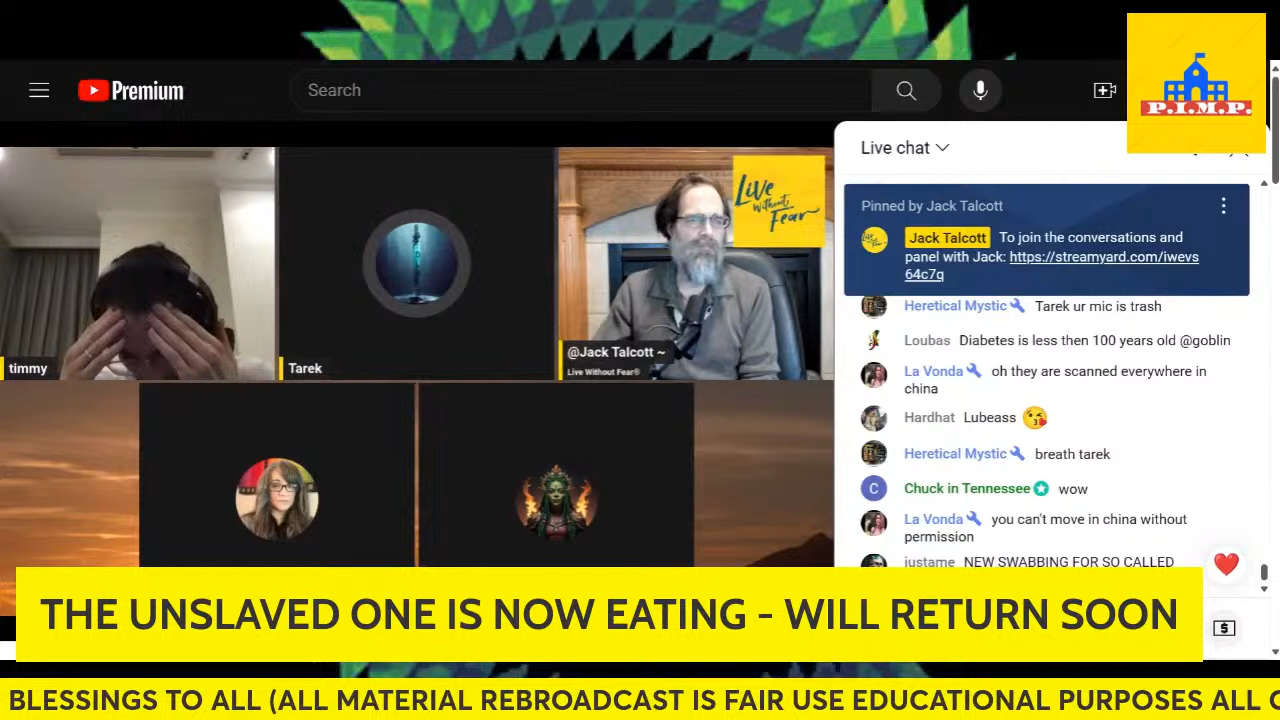 Premium
Search
P.I.M.P.
Live chat
Live
Without
Fear
Pinned by Jack Talcott
Jack Talcott To join the conversations and
panel with Jack: https://streamyard.com/iwevs
64c7q
Heretical Mystic Tarek ur mic is trash
Loubas Diabetes is less then 100 years old @goblin
@Jack Talcott ~
timmy
Tarek
Live Without Fear®
La Vonda oh they are scanned everywhere in
china
Hardhat Lubeass
Heretical Mystic breath tarek
C Chuck in Tennessee wow
La Vonda you can't move in china without
permission
justame NEW SWABBING FOR SO CALLED
THE UNSLAVED ONE IS NOW EATING - WILL RETURN SOON
BLESSINGS TO ALL (ALL MATERIAL REBROADCAST IS FAIR USE EDUCATIONAL PURPOSES ALL